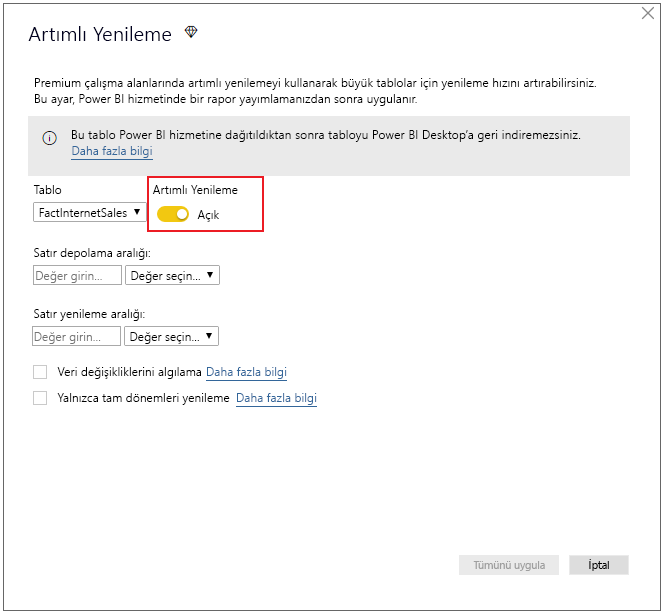 Artımlı Yenileme
Premium çalışma alanlarında artımlı yenilemeyi kullanarak büyük tablolar için yenileme hızını artırabilirsiniz.
Bu ayar, Power BI hizmetinde bir rapor yayımlamanızdan sonra uygulanır.
Bu tablo Power BI hizmetine dağıtıldıktan sonra tabloyu Power BI Desktop'a geri indiremezsiniz.
Daha fazla bilgi
Tablo Artımlı Yenileme
FactInternetSales Açık
Satır depolama aralığı:
Değer girin... Değer seçin...
Satır yenileme aralığı:
Değer girin... Değer seçin...
Veri değişikliklerini algılama Daha fazla bilgi
Yalnızca tam dönemleri yenileme Daha fazla bilgi
Tümünü uygula İptal